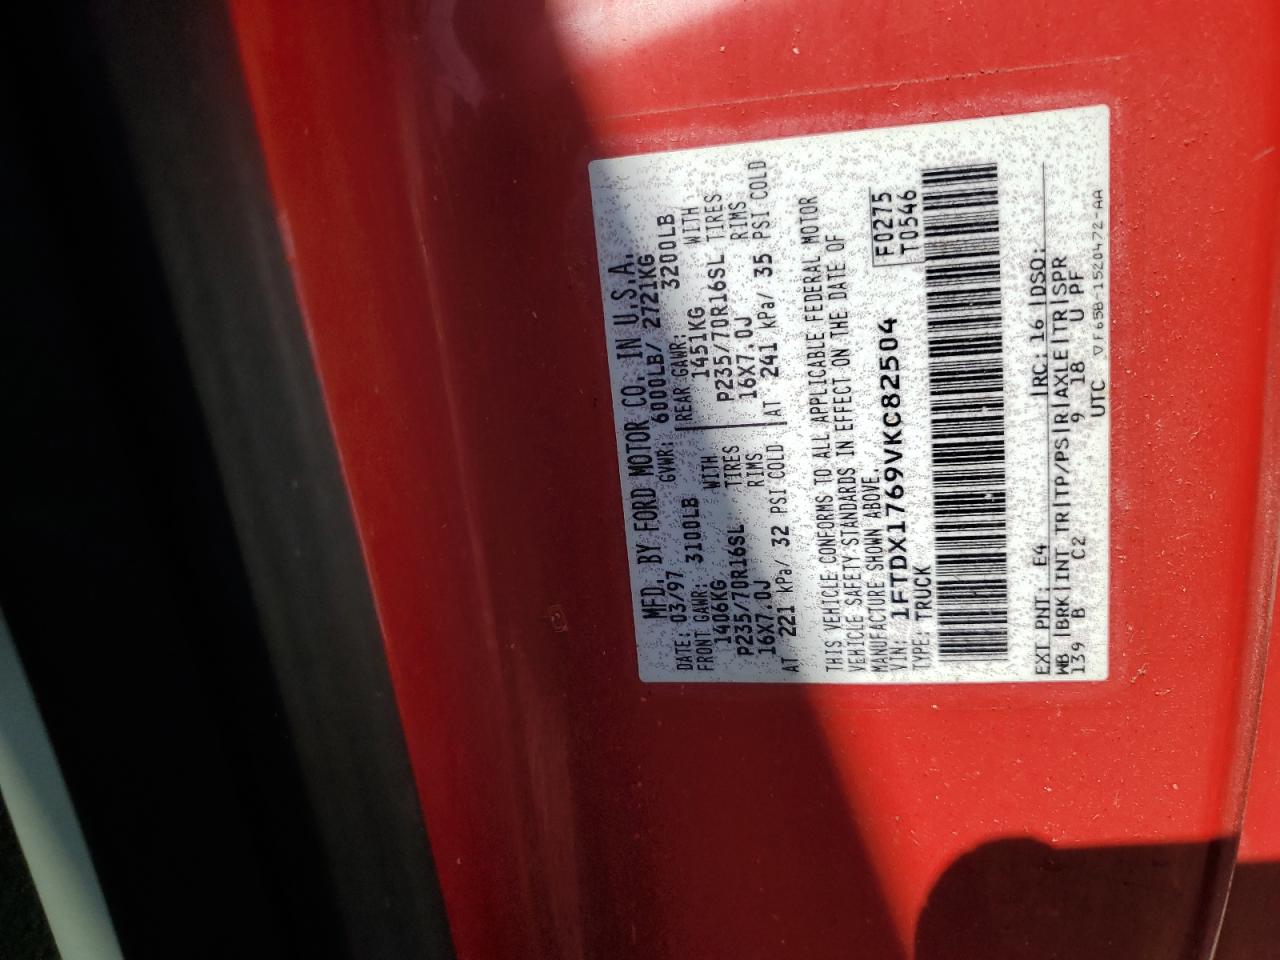 MFD. BY FORD MOTOR CO. IN U.S.A.
DATE: 03/97 GVWR: 6000LB/ 2721KG
FRONT GAWR: 3100LB REAR GAWR: 3200LB
1406KG WITH 1451KG WITH
P235/70R16SL TIRES P235/70R16SL TIRES
16X7.0J RIMS 16X7.0J RIMS
AT 221 kPa/ 32 PSI COLD AT 241 kPa/ 35 PSI COLD
THIS VEHICLE CONFORMS TO ALL APPLICABLE FEDERAL MOTOR
VEHICLE SAFETY STANDARDS IN EFFECT ON THE DATE OF
MANUFACTURE SHOWN ABOVE.
VIN: 1FTDX1769VKC82504 F0275
TYPE: TRUCK T0546
EXT PNT: E4 RC: 16 DSO:
WB BRK INT TR TP/PS R AXLE TR SPR
139 B C2 9 18 U PF
UTC ▽F65B-1520472-AA